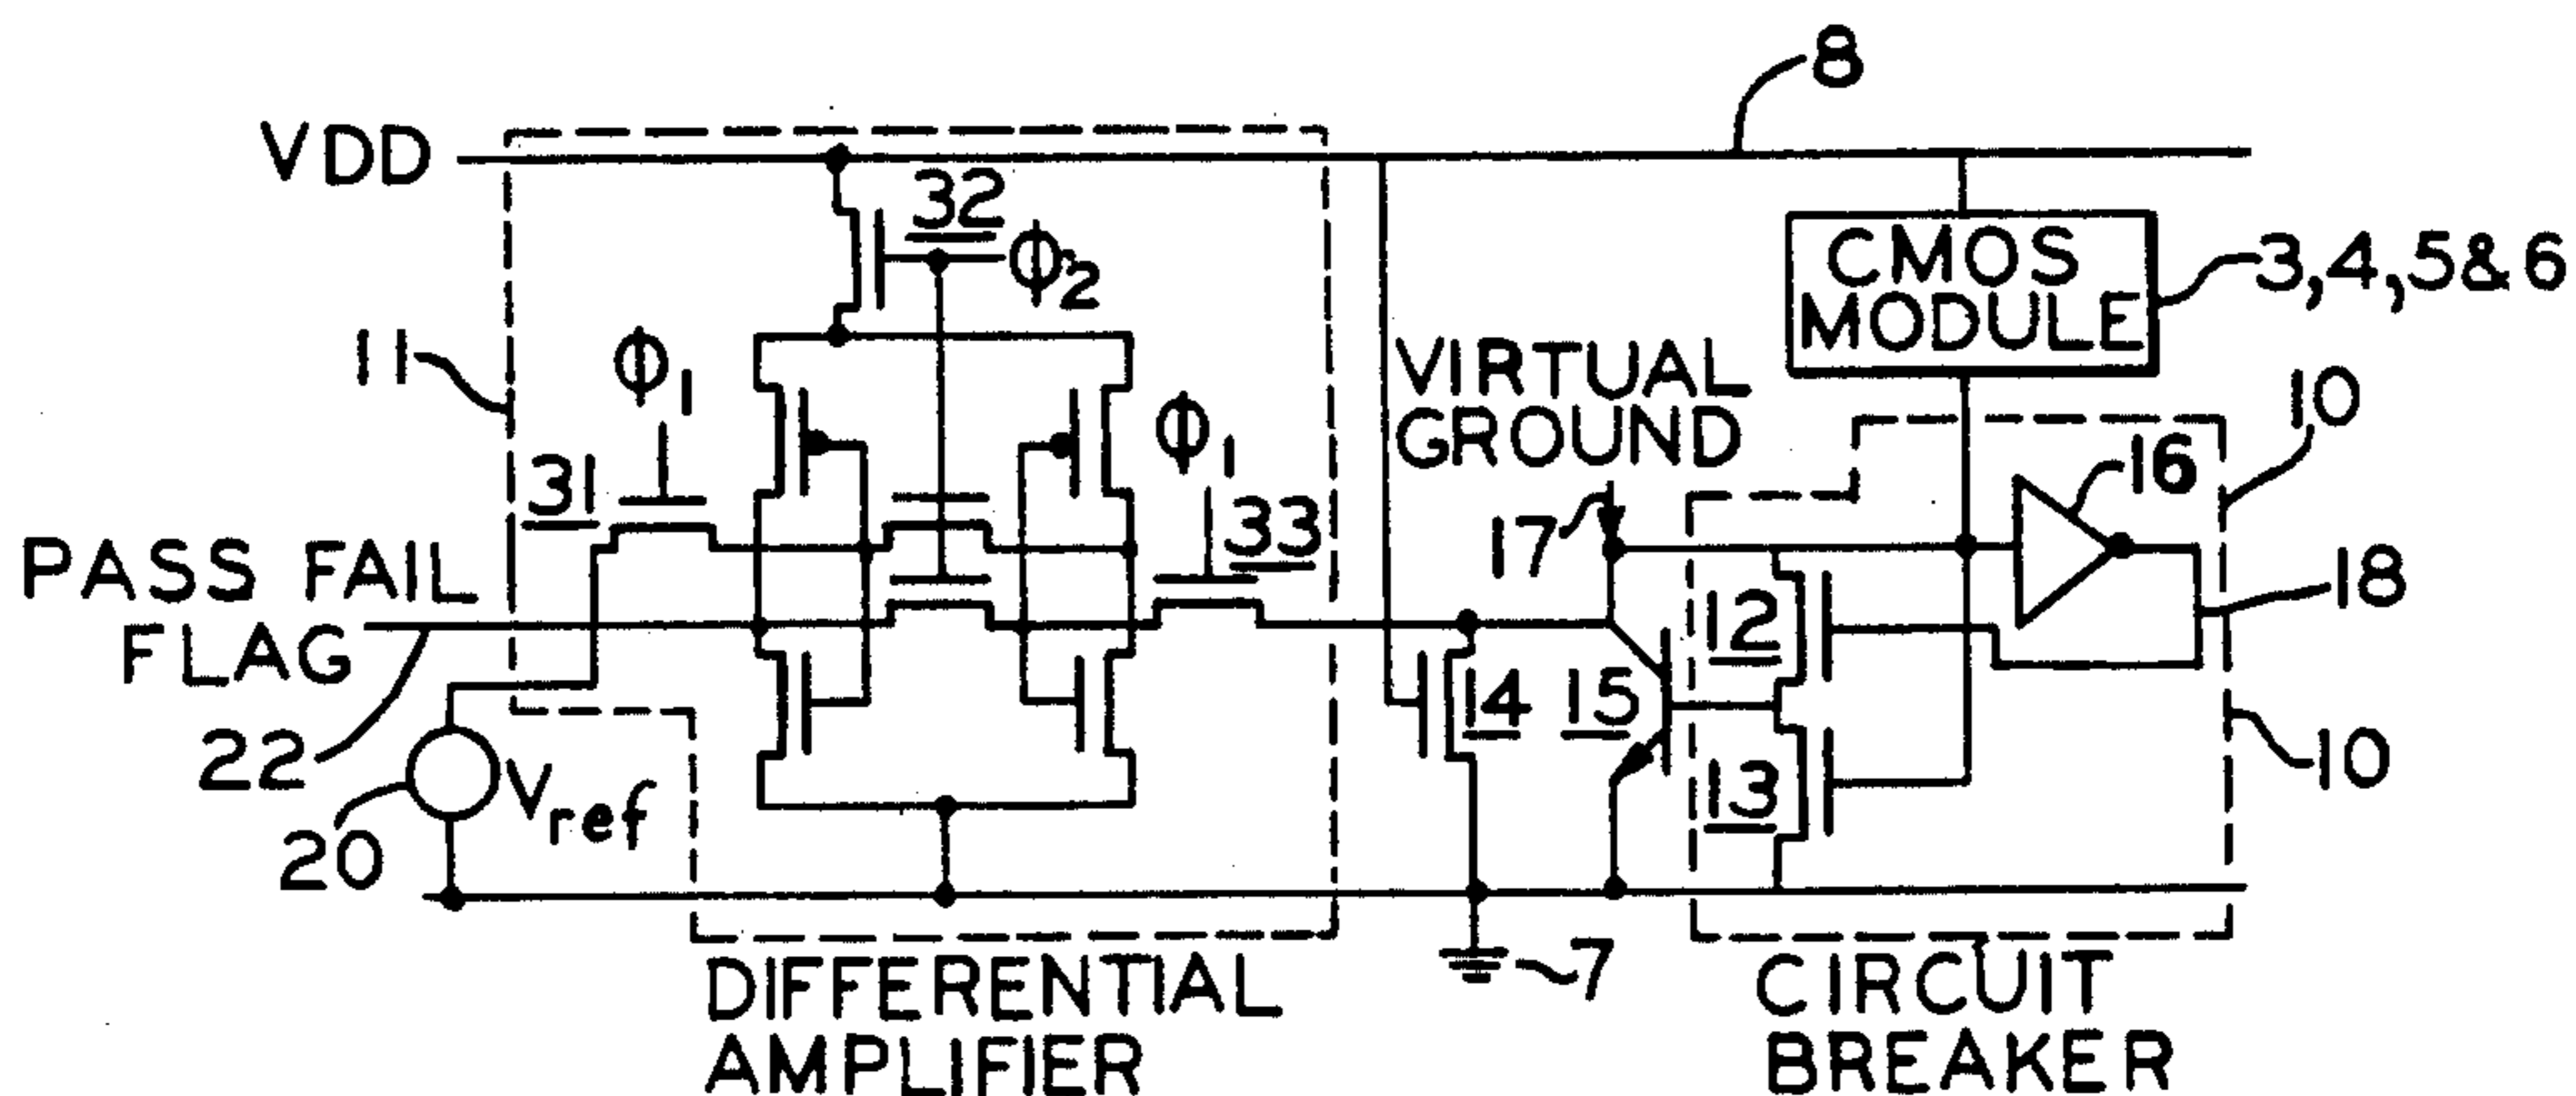 8
VDD
32
ϕ2
CMOS
MODULE
3,4,5&6
11
ϕ1
VIRTUAL
GROUND
10
ϕ1
16
31
33
17
PASS FAIL
FLAG
18
12
22
14
15
Vref
13
10
20
7
DIFFERENTIAL
AMPLIFIER
CIRCUIT
BREAKER